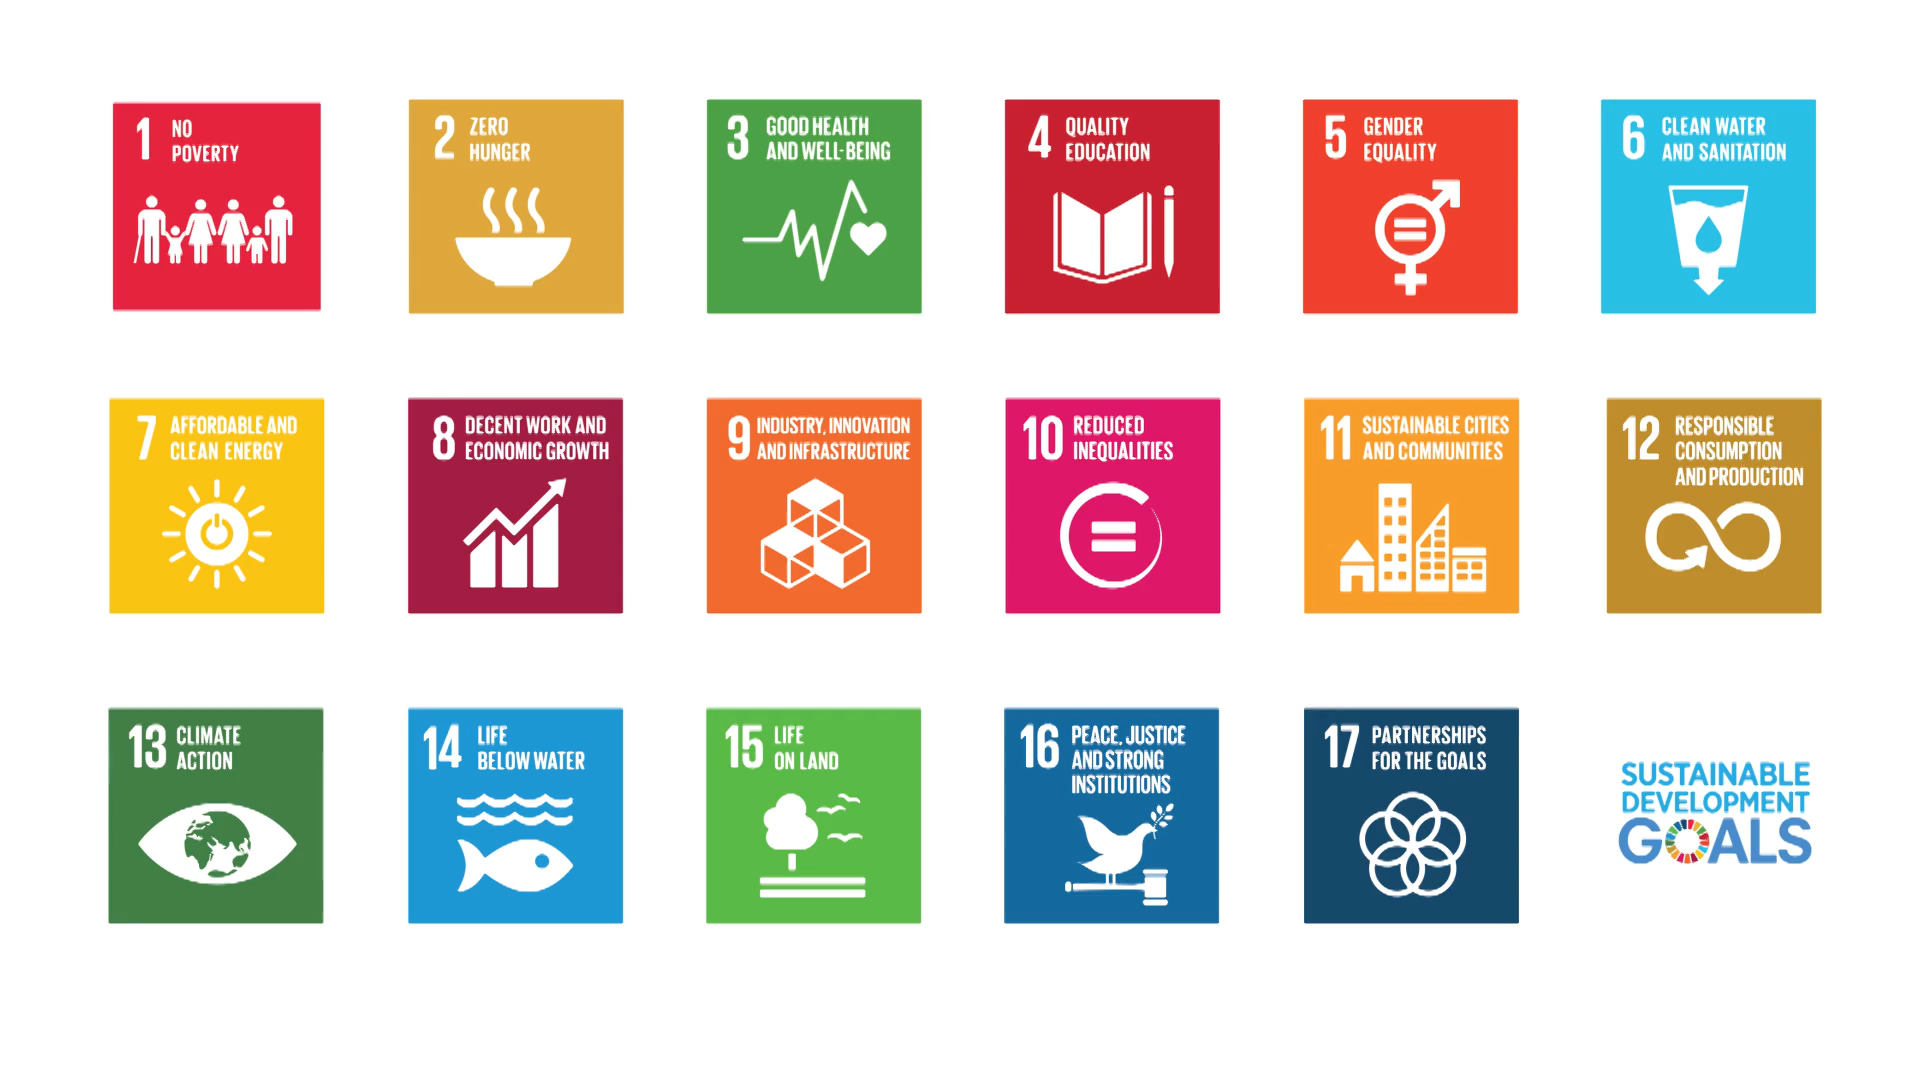 1 NO
POVERTY
2 ZERO
HUNGER
3 GOOD HEALTH
AND WELL-BEING
4 QUALITY
EDUCATION
5 GENDER
EQUALITY
6 CLEAN WATER
AND SANITATION
7 AFFORDABLE AND
CLEAN ENERGY
8 DECENT WORK AND
ECONOMIC GROWTH
9 INDUSTRY, INNOVATION
AND INFRASTRUCTURE
10 REDUCED
INEQUALITIES
11 SUSTAINABLE CITIES
AND COMMUNITIES
12 RESPONSIBLE
CONSUMPTION
AND PRODUCTION
13 CLIMATE
ACTION
14 LIFE
BELOW WATER
15 LIFE
ON LAND
16 PEACE, JUSTICE
AND STRONG
INSTITUTIONS
17 PARTNERSHIPS
FOR THE GOALS
SUSTAINABLE
DEVELOPMENT
GOALS